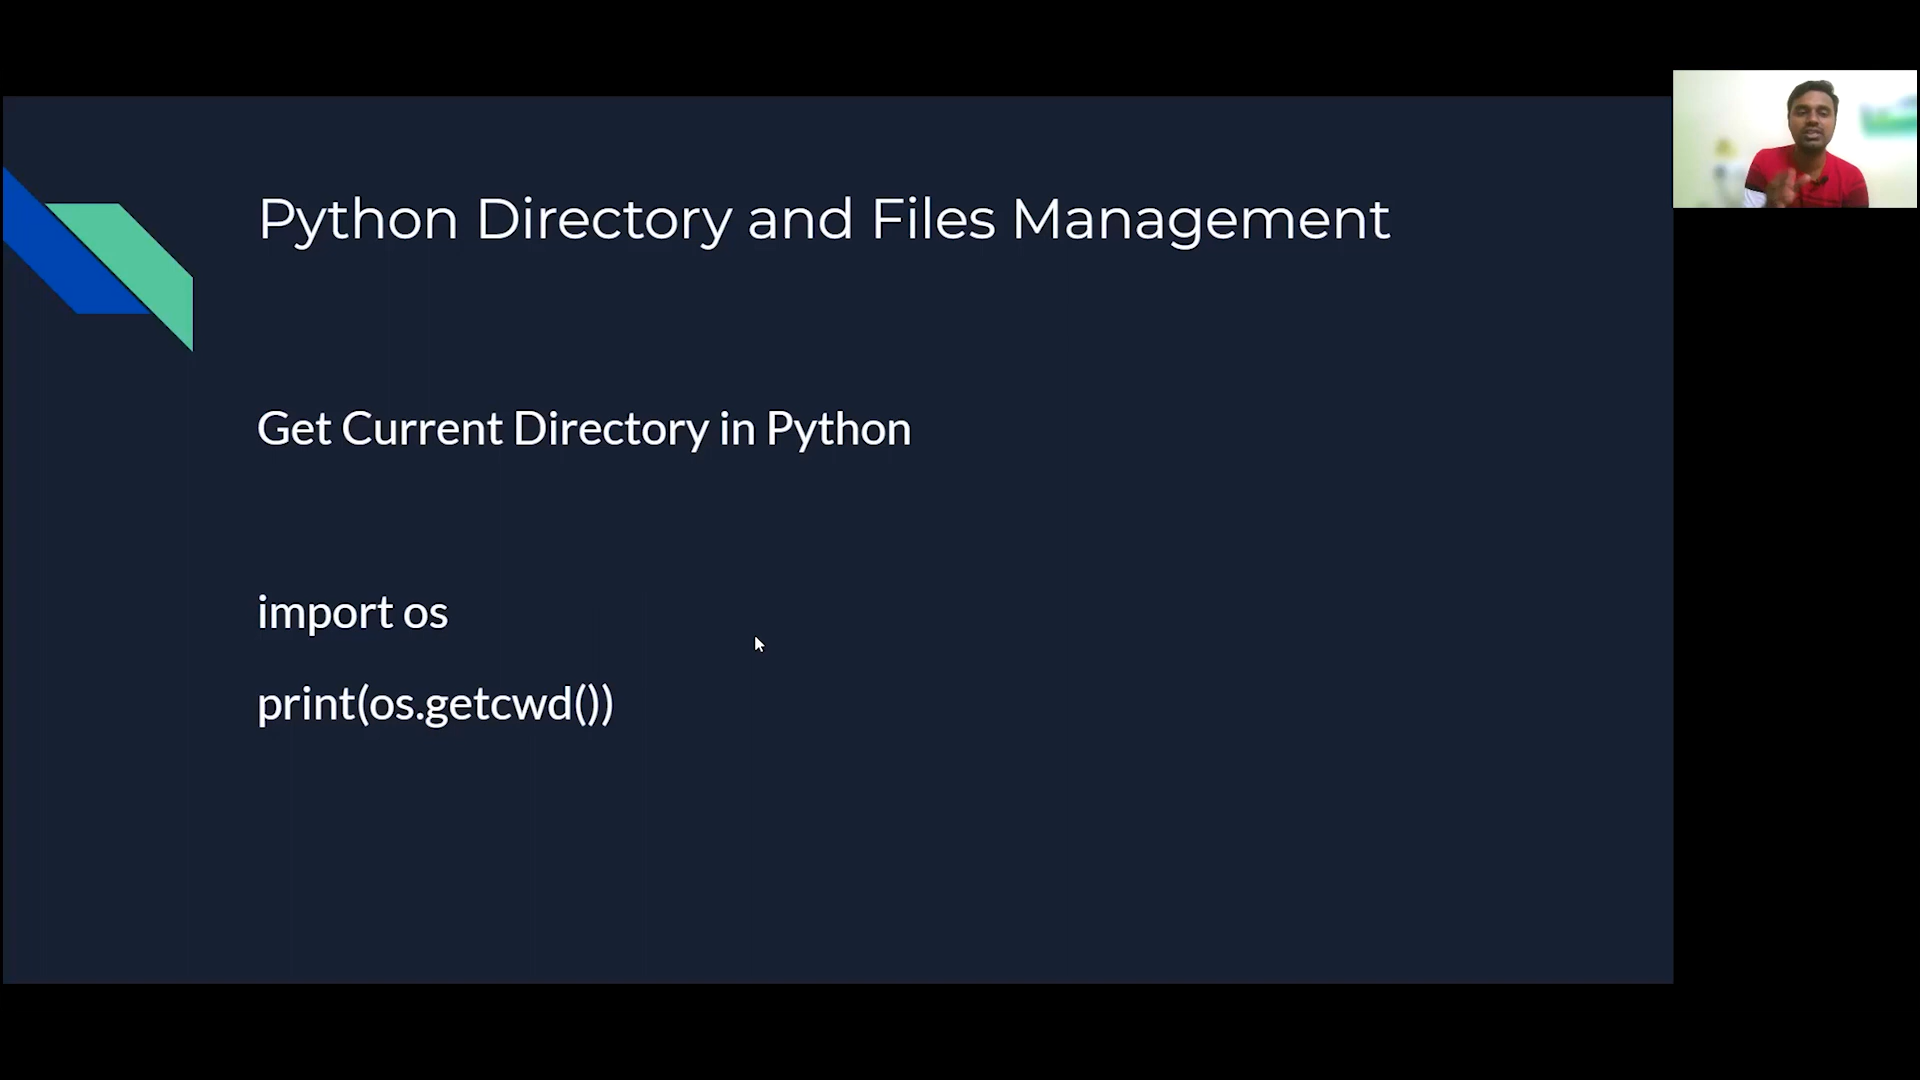 Python Directory and Files Management
Get Current Directory in Python
import os
print(os.getcwd())